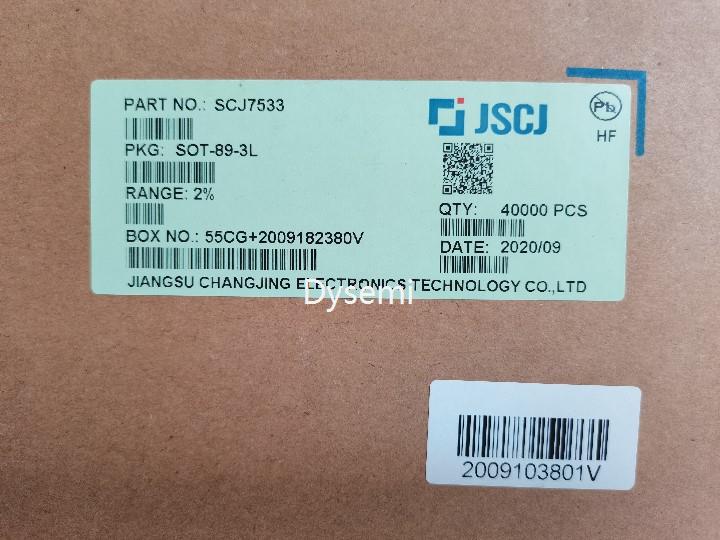 PART NO.: SCJ7533
JSCJ
Pb
HF
PKG: SOT-89-3L
RANGE: 2%
QTY: 40000 PCS
BOX NO.: 55CG+2009182380V
DATE: 2020/09
JIANGSU CHANGJING ELECTRONICS TECHNOLOGY CO.,LTD
Dysemi
2009103801V